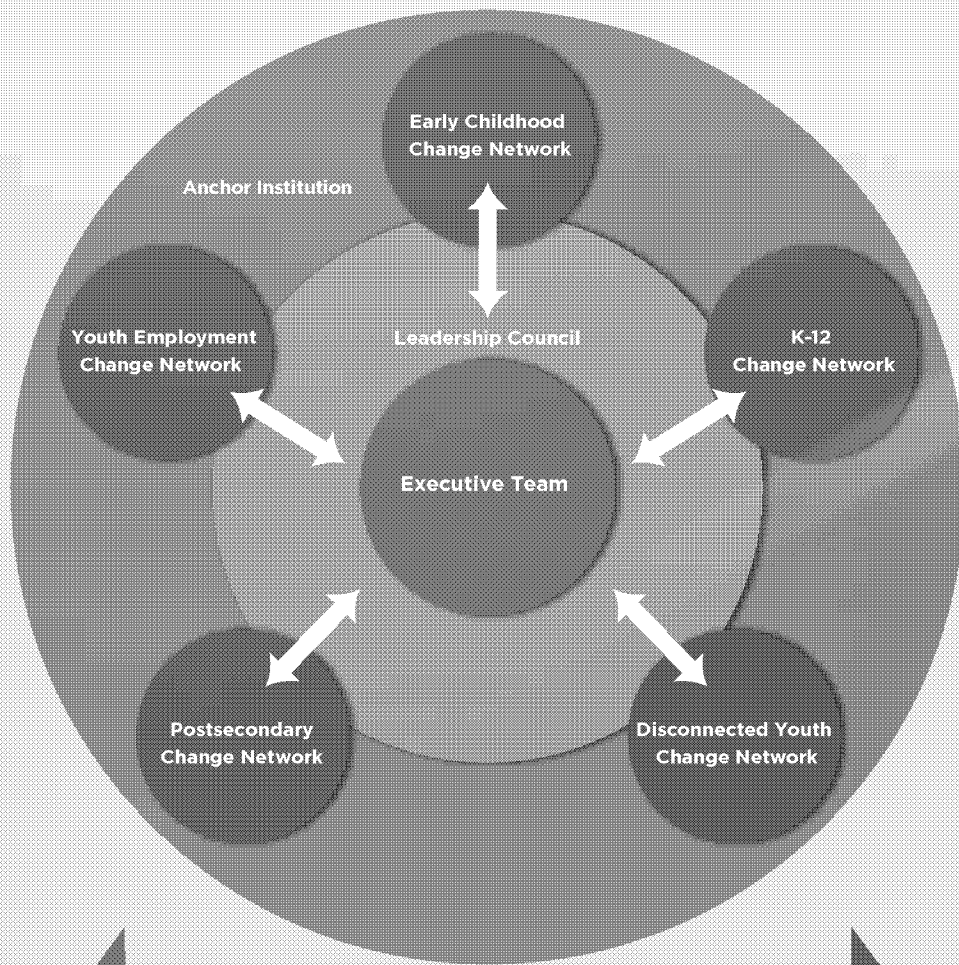 Early Childhood
Change Network
Anchor Institution
Youth Employment
Change Network
Leadership Council
K-12
Change Network
Executive Team
Postsecondary
Change Network
Disconnected Youth
Change Network